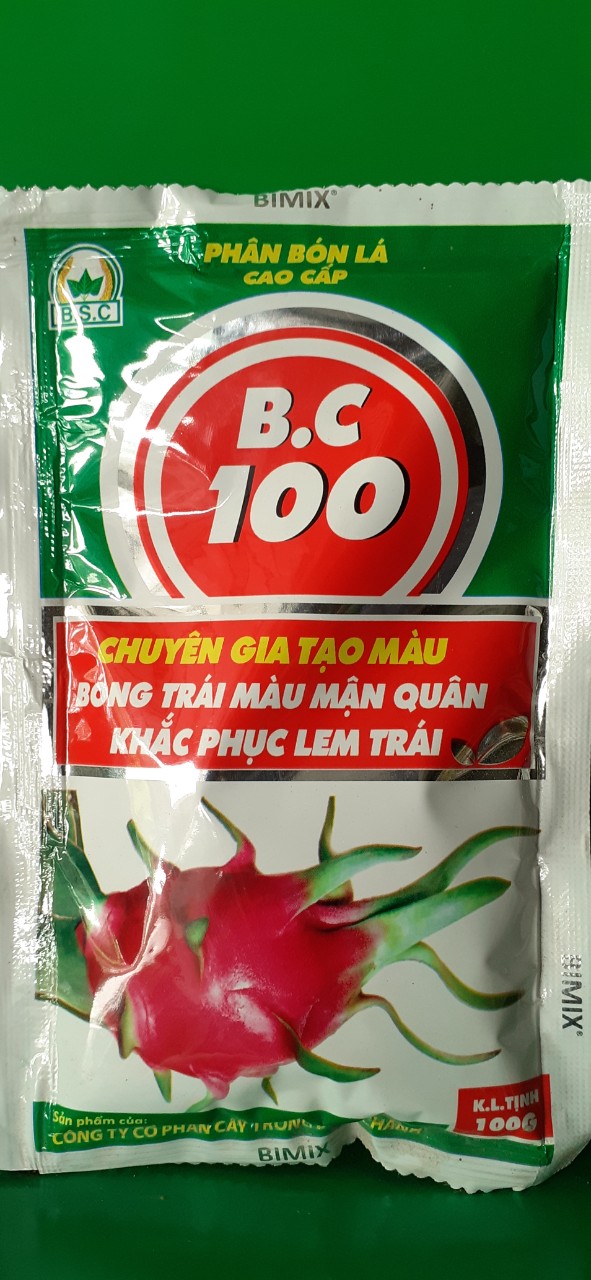 BIMIX®
PHÂN BÓN LÁ
CAO CẤP
B.S.C
B.C
100
CHUYÊN GIA TẠO MÀU
BÓNG TRÁI MÀU MẬN QUÂN
KHẮC PHỤC LEM TRÁI
BIMIX®
K.L.TỊNH
100G
Sản phẩm của:
CÔNG TY CỔ PHẦN CÂY TRỒNG
BIMIX